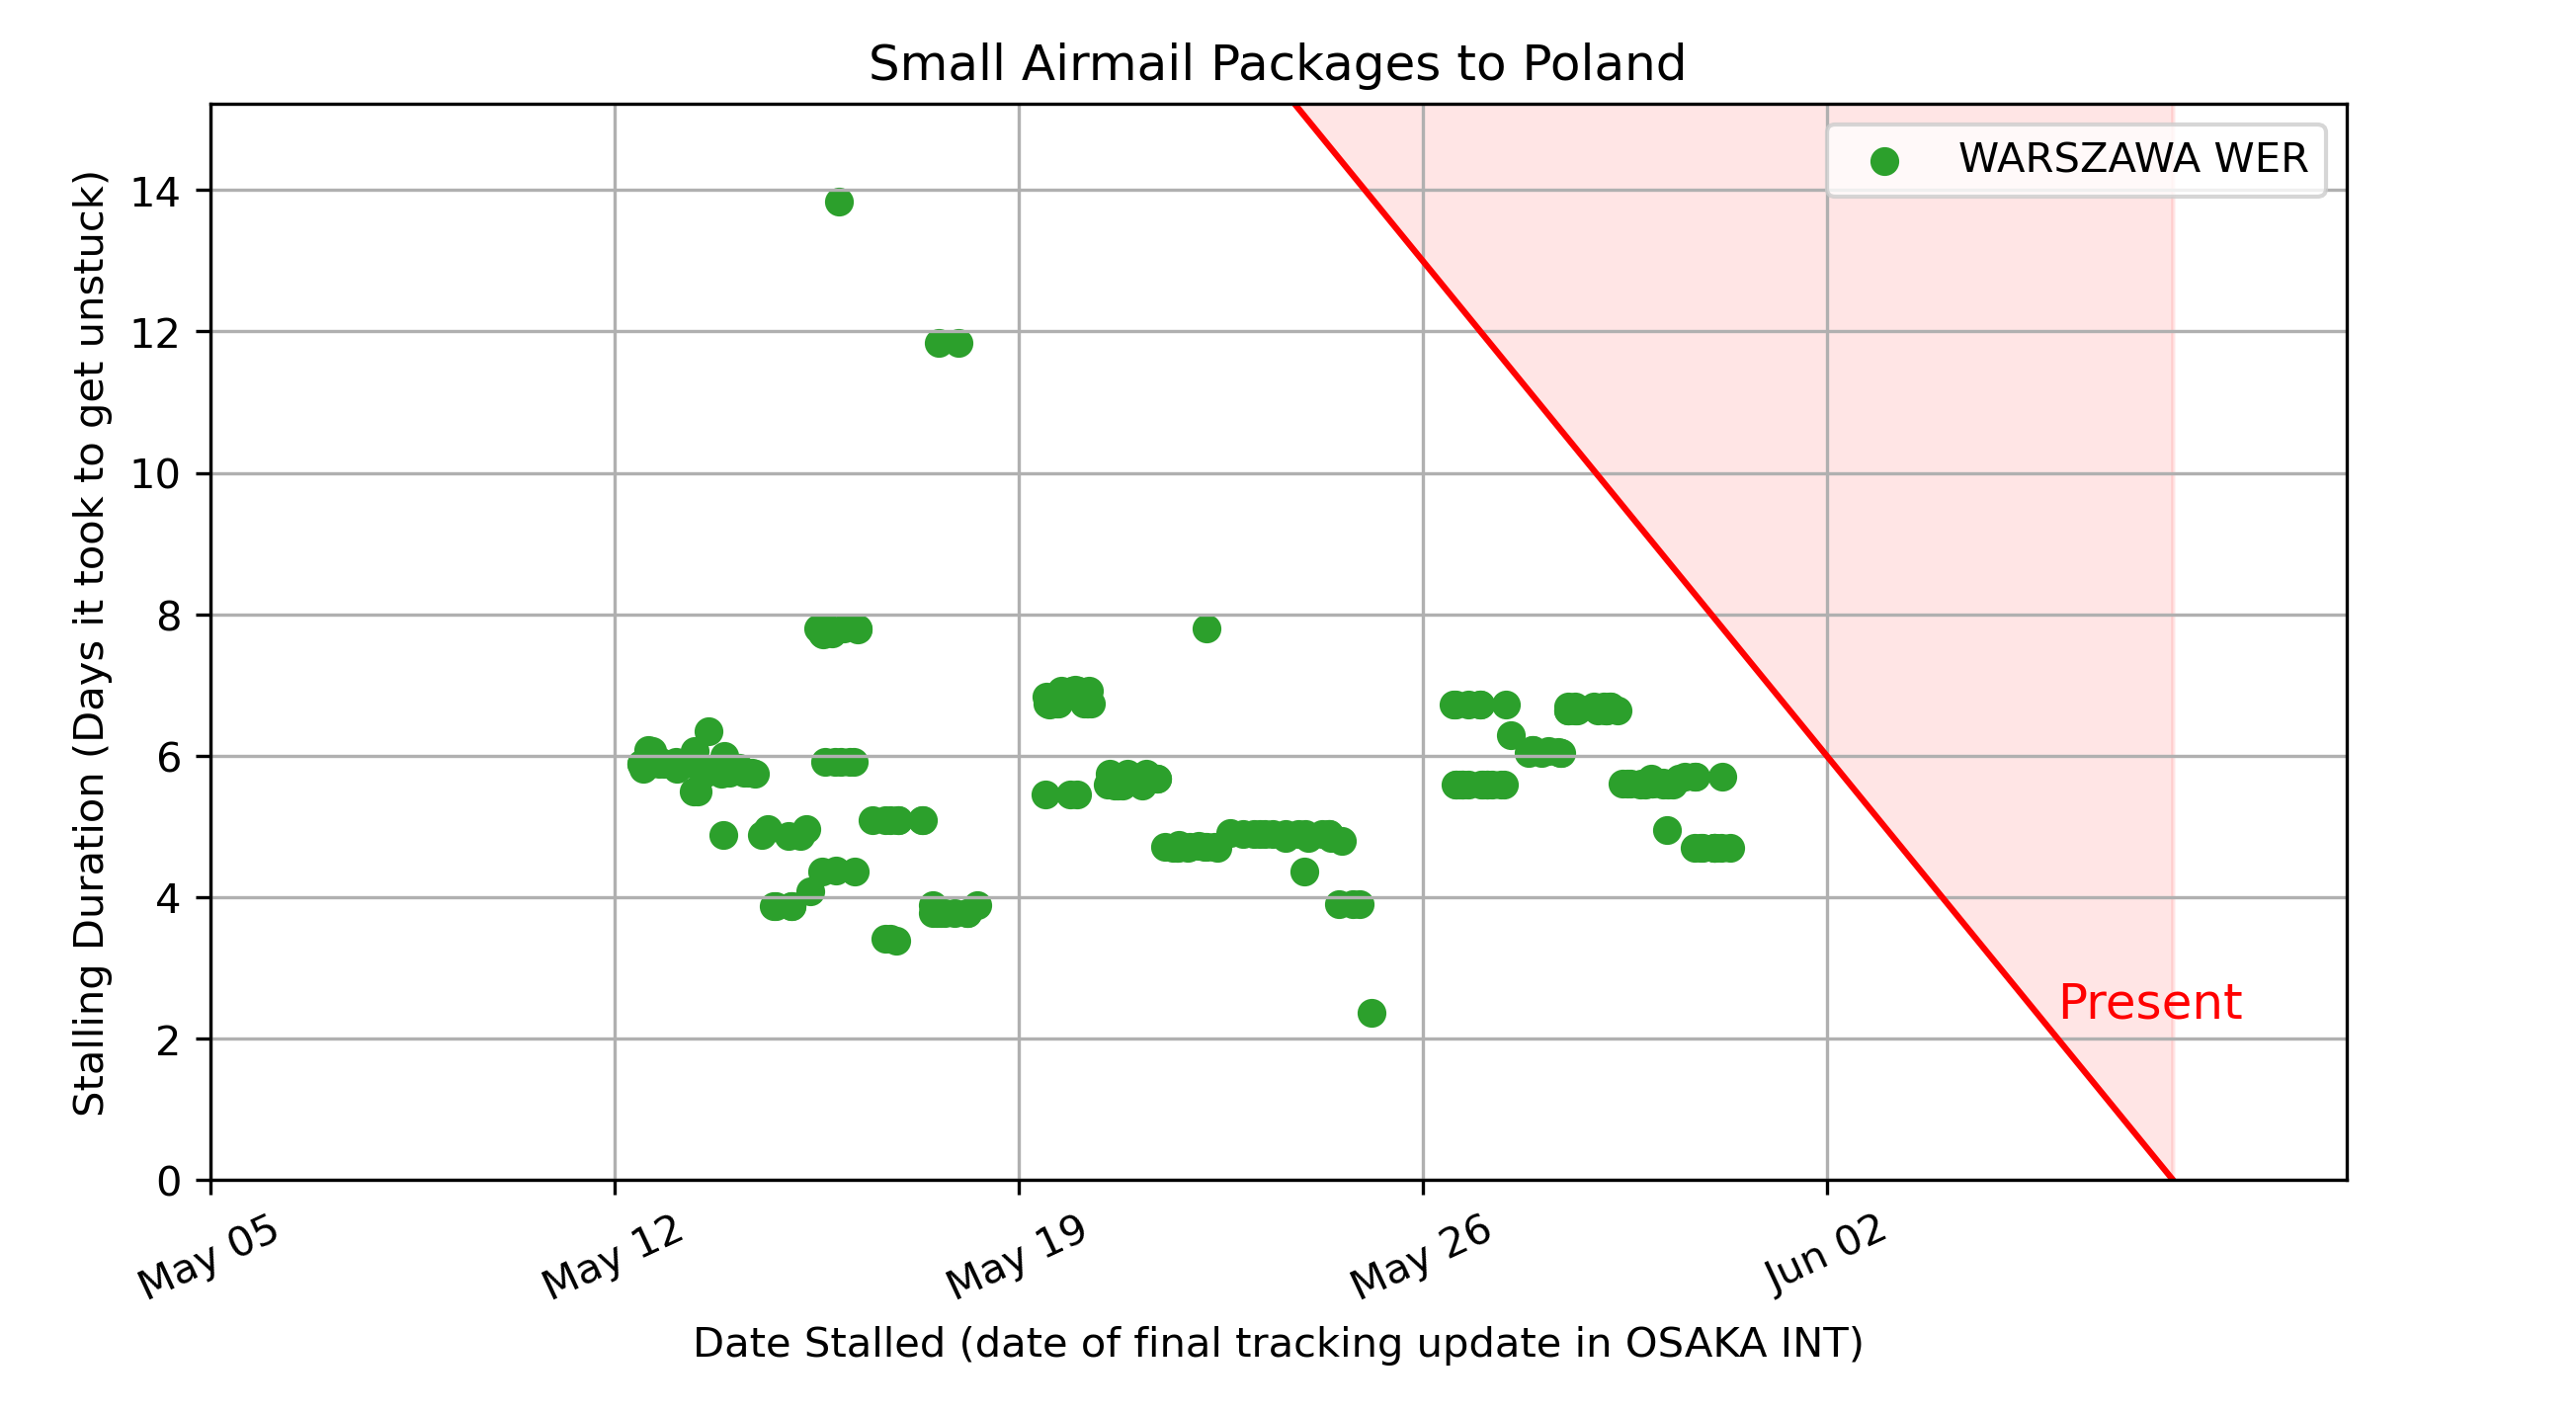 Small Airmail Packages to Poland
WARSZAWA WER
Stalling Duration (Days it took to get unstuck)
14
12
10
8
6
4
2
0
Present
May 05
May 12
May 19
May 26
Jun 02
Date Stalled (date of final tracking update in OSAKA INT)